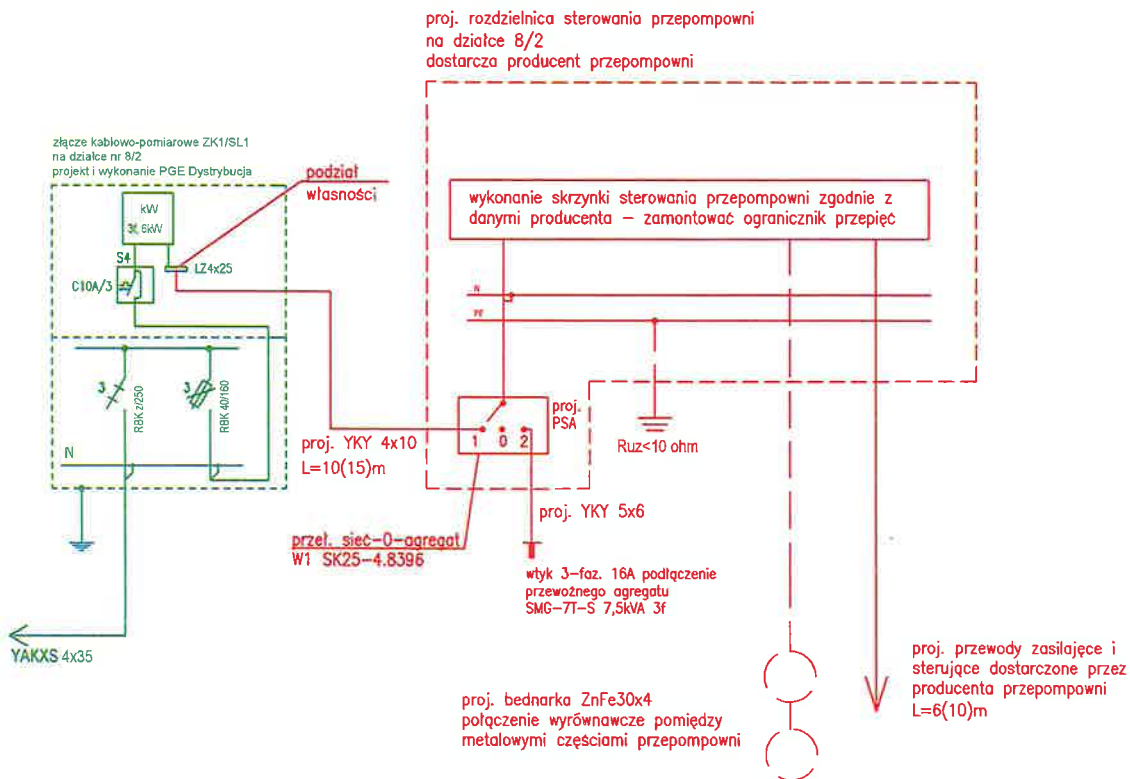 proj. rozdzielnica sterowania przepompowni
na działce 8/2
dostarcza producent przepompowni
złącze kablowo-pomiarowe ZK1/SL1
na działce nr 8/2
projekt i wykonanie PGE Dystrybucja
podział
własności
kW
6kW
S4
LZ4x25
C10A/3
wykonanie skrzynki sterowania przepompowni zgodnie z
danymi producenta – zamontować ogranicznik przepięć
N
PE
3
RBK z/250
3
RBK 40/160
N
proj. YKY 4x10
L=10(15)m
1 0 2
proj.
PSA
Ruz<10 ohm
proj. YKY 5x6
przeł. sieć-0-agregat
W1 SK25-4.8396
wtyk 3-faz. 16A podłączenie
przewoźnego agregatu
SMG-7T-S 7,5kVA 3f
YAKXS 4x35
proj. bednarka ZnFe30x4
połączenie wyrównawcze pomiędzy
metalowymi częściami przepompowni
proj. przewody zasilające i
sterujące dostarczone przez
producenta przepompowni
L=6(10)m